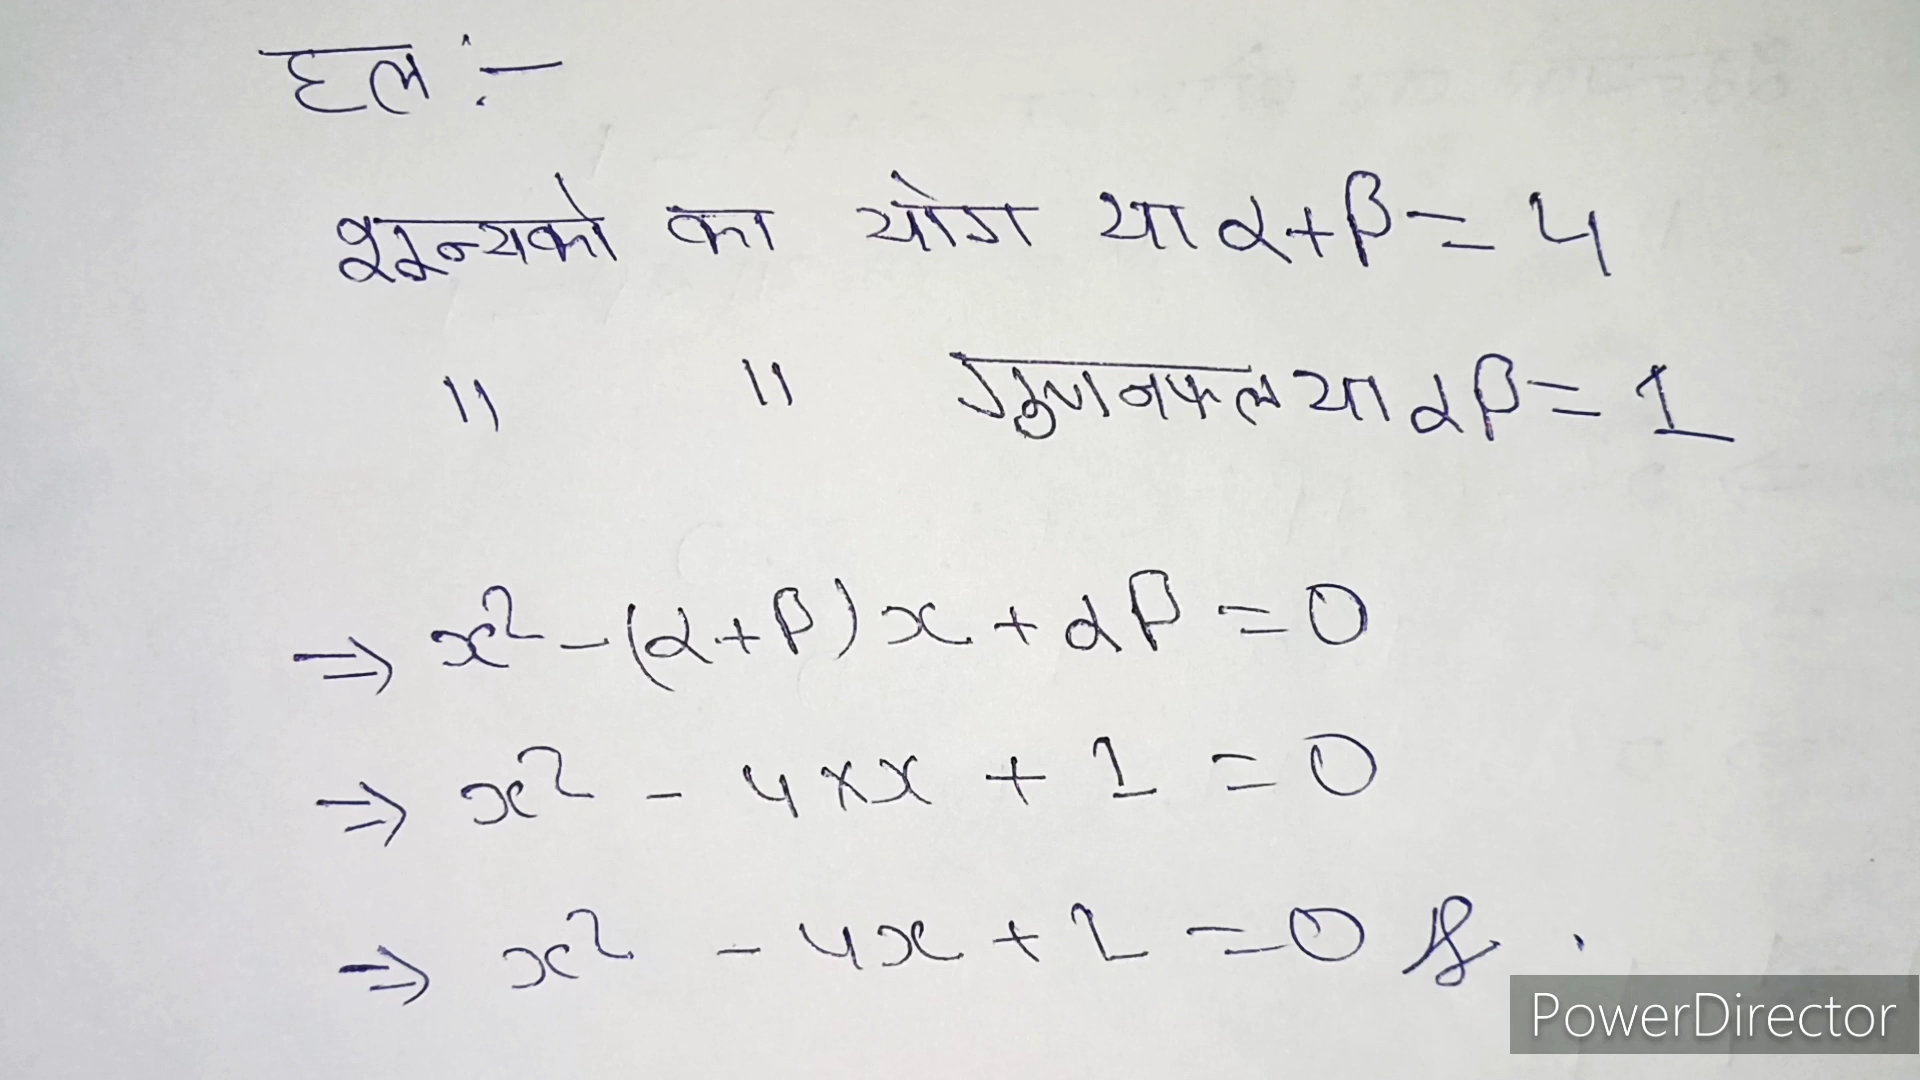 हल :-
शून्यको का योग या α+β = 4
" " गुणनफल या αβ = 1
⇒ x² - (α+β)x + αβ = 0
⇒ x² - 4×x + 1 = 0
⇒ x² - 4x + 1 = 0
PowerDirector